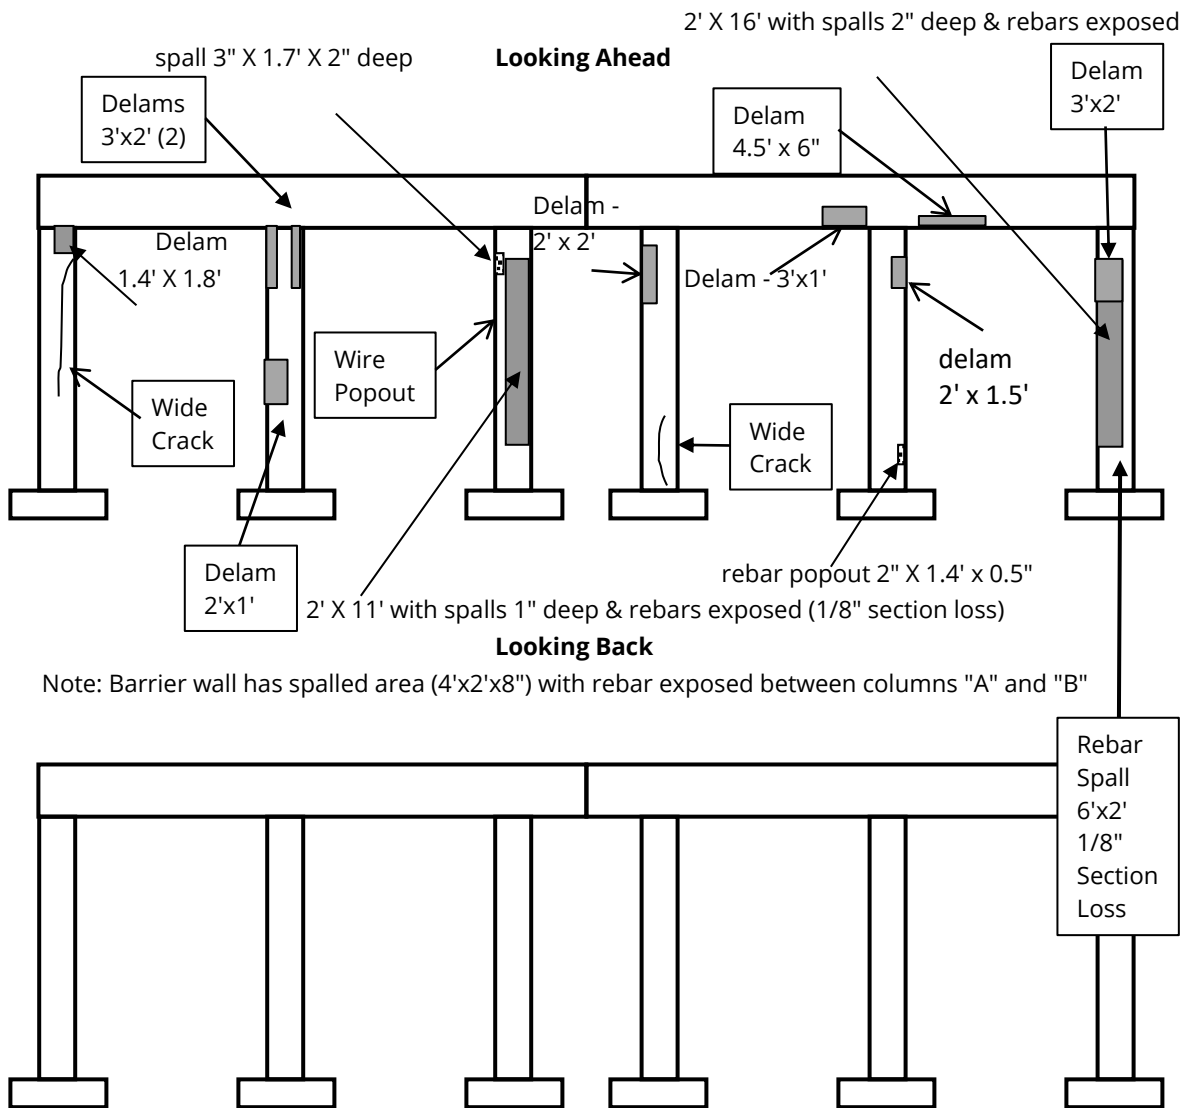 2' X 16' with spalls 2" deep & rebars exposed
spall 3" X 1.7' X 2" deep
Looking Ahead
Delams
3'x2' (2)
Delam
4.5' x 6"
Delam
3'x2'
Delam
1.4' X 1.8'
Delam -
2' x 2'
Delam - 3'x1'
Wire
Popout
delam
2' x 1.5'
Wide
Crack
Wide
Crack
Delam
2'x1'
rebar popout 2" X 1.4' x 0.5"
2' X 11' with spalls 1" deep & rebars exposed (1/8" section loss)
Looking Back
Note: Barrier wall has spalled area (4'x2'x8") with rebar exposed between columns "A" and "B"
Rebar
Spall
6'x2'
1/8"
Section
Loss